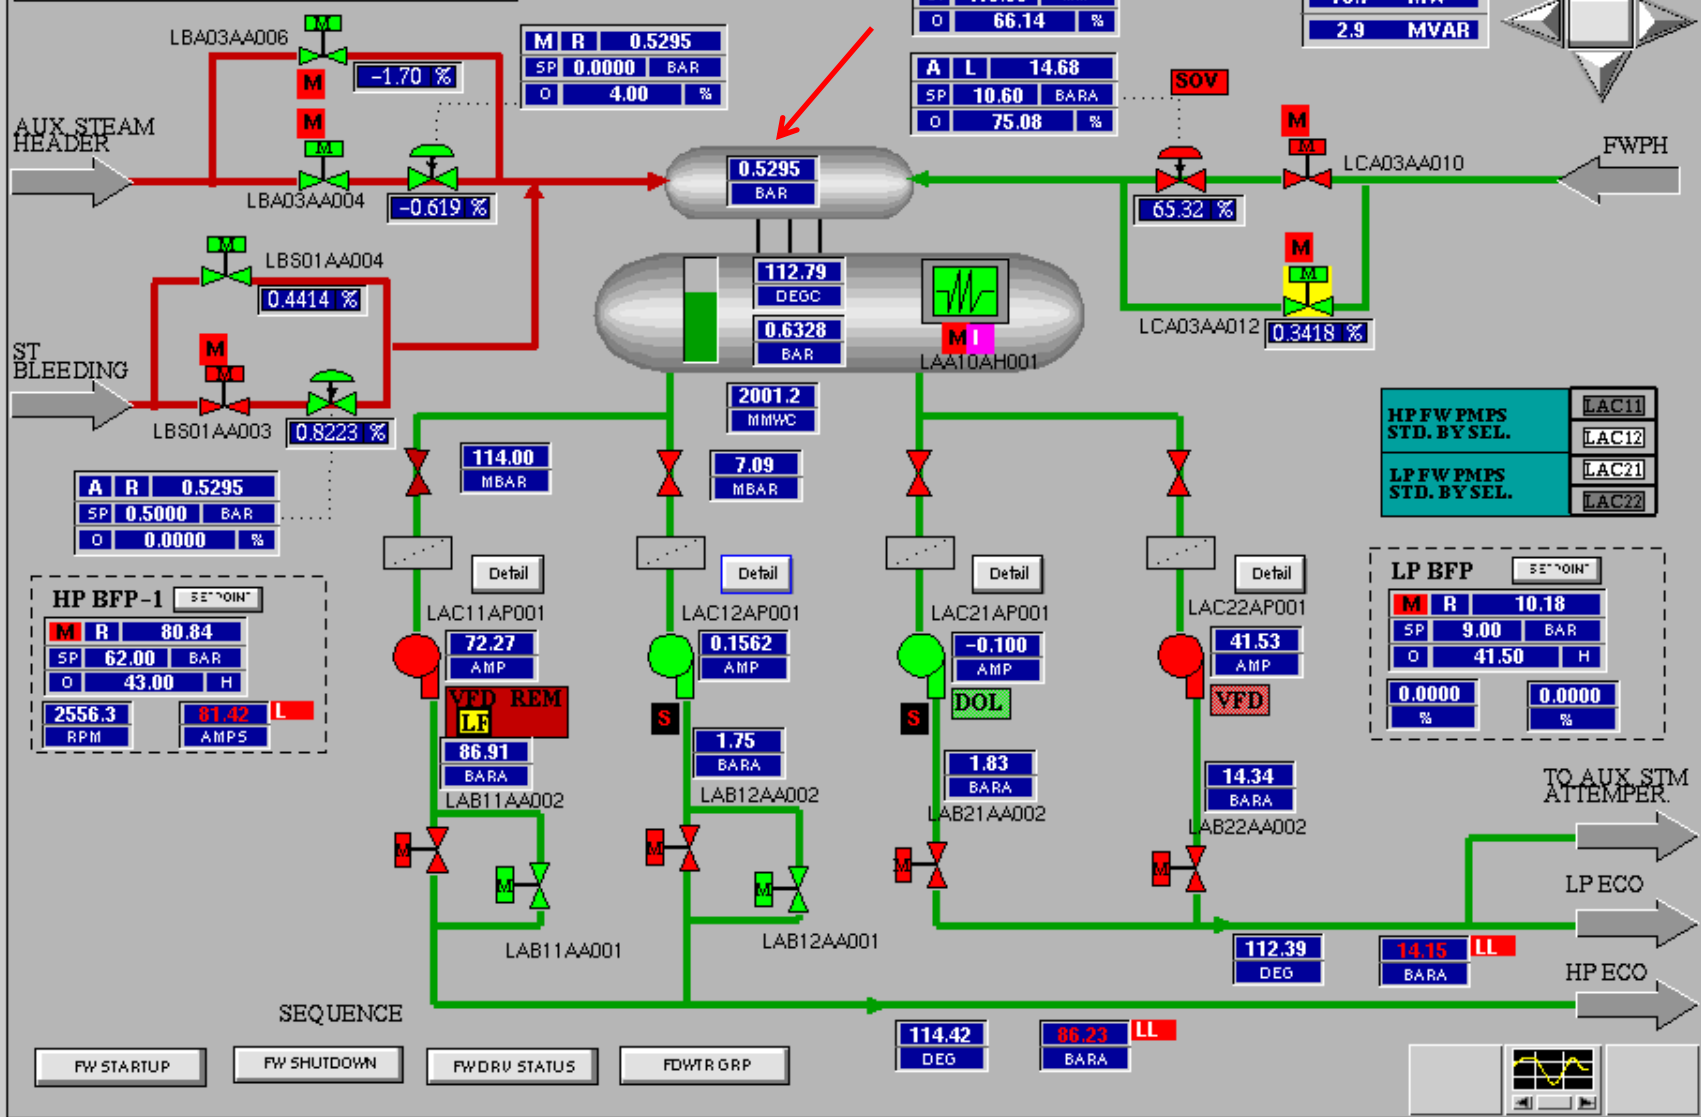 O 66.14 %
2.9 MVAR
LBA03AA006
M R 0.5295
SP 0.0000 BAR
O 4.00 %
-1.70 %
M
M
M
A L 14.68
SP 10.60 BARA
O 75.08 %
SOV
M
M
AUX STEAM
HEADER
M
LBA03AA004
-0.619 %
0.5295
BAR
LCA03AA010
FWPH
65.32 %
M
LBS01AA004
0.4414 %
112.79
DEGC
0.6328
BAR
M I
LAA10AH001
M
M
LCA03AA012
0.3418 %
ST
BLEEDING
M
M
LBS01AA003
0.8223 %
2001.2
MMWC
HP FW PMPS
STD. BY SEL.
LAC11
LAC12
LP FW PMPS
STD. BY SEL.
LAC21
LAC22
A R 0.5295
SP 0.5000 BAR
O 0.0000 %
114.00
MBAR
7.09
MBAR
Detail
Detail
Detail
Detail
LAC11AP001
LAC12AP001
LAC21AP001
LAC22AP001
HP BFP-1 SETPOINT
M R 80.84
SP 62.00 BAR
O 43.00 H
2556.3
RPM
81.42 L
AMPS
72.27
AMP
0.1562
AMP
-0.100
AMP
41.53
AMP
LP BFP SETPOINT
M R 10.18
SP 9.00 BAR
O 41.50 H
0.0000
%
0.0000
%
VFD REM
LF
S
S
DOL
VFD
86.91
BARA
1.75
BARA
1.83
BARA
14.34
BARA
LAB11AA002
LAB12AA002
LAB21AA002
LAB22AA002
M
M
M
M
M
M
LAB11AA001
LAB12AA001
TO AUX. STM
ATTEMPER.
LP ECO
112.39
DEG
14.15 LL
BARA
HP ECO
SEQUENCE
114.42
DEG
86.23 LL
BARA
FW STARTUP
FW SHUTDOWN
FWDRV STATUS
FDWTR GRP